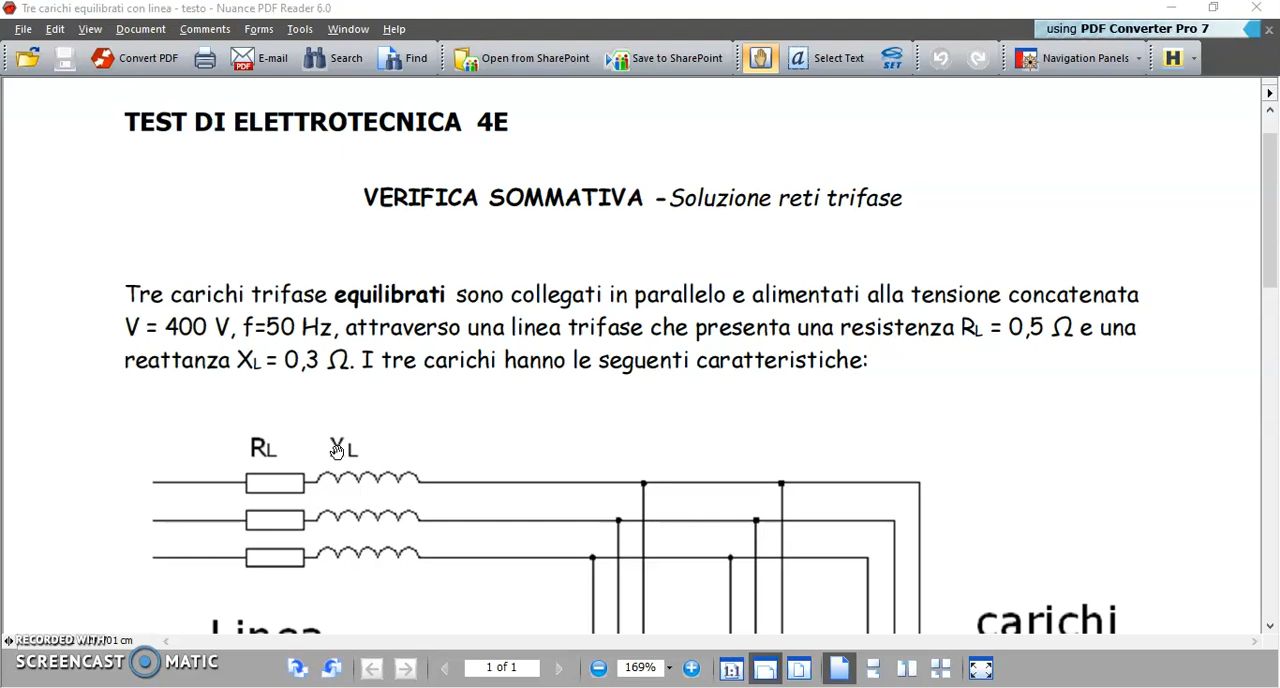 Tre carichi equilibrati con linea - testo - Nuance PDF Reader 6.0
File Edit View Document Comments Forms Tools Window Help
using PDF Converter Pro 7
Convert PDF E-mail Search Find Open from SharePoint Save to SharePoint a Select Text SET Navigation Panels H
TEST DI ELETTROTECNICA 4E
VERIFICA SOMMATIVA - Soluzione reti trifase
Tre carichi trifase equilibrati sono collegati in parallelo e alimentati alla tensione concatenata
V = 400 V, f=50 Hz, attraverso una linea trifase che presenta una resistenza RL = 0,5 Ω e una
reattanza XL = 0,3 Ω. I tre carichi hanno le seguenti caratteristiche:
RL XL
Linea
carichi
RECORDED WITH
SCREENCAST MATIC
1 of 1
169%
1:1